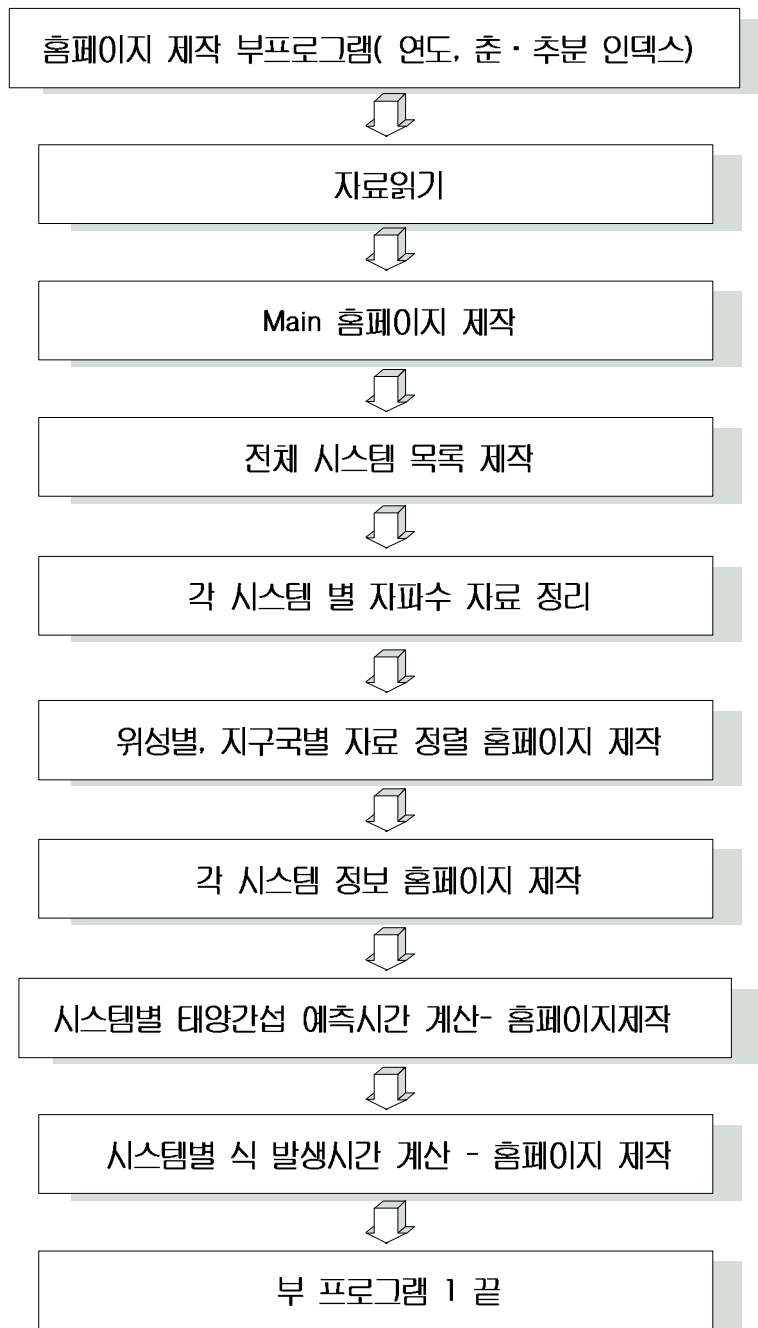 홈페이지 제작 부프로그램( 연도, 춘 · 추분 인덱스)
자료읽기
Main 홈페이지 제작
전체 시스템 목록 제작
각 시스템 별 자파수 자료 정리
위성별, 지구국별 자료 정렬 홈페이지 제작
각 시스템 정보 홈페이지 제작
시스템별 태양간섭 예측시간 계산- 홈페이지제작
시스템별 식 발생시간 계산 - 홈페이지 제작
부 프로그램 1 끝